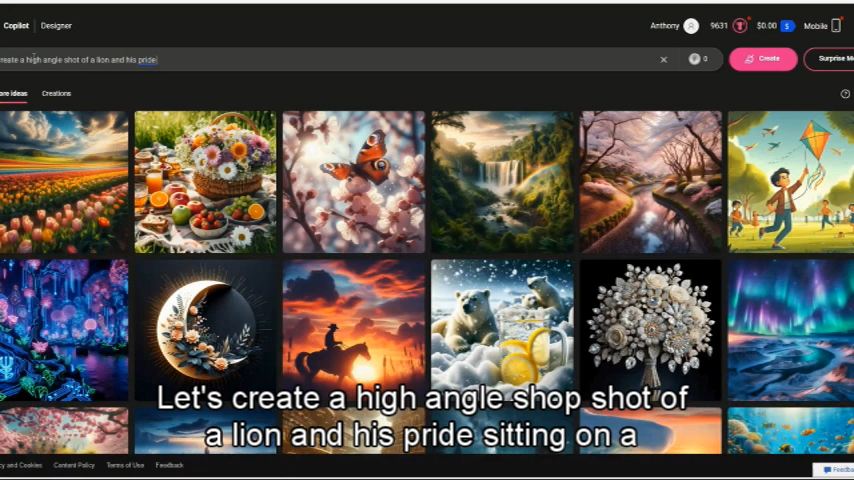 Copilot Designer Anthony 9631 $0.00 $ Mobile
reate a high angle shot of a lion and his pride 0 Create Surprise M
ore ideas Creations
Let's create a high angle shop shot of
a lion and his pride sitting on a
cy and Cookies Content Policy Terms of Use Feedback
Feedba